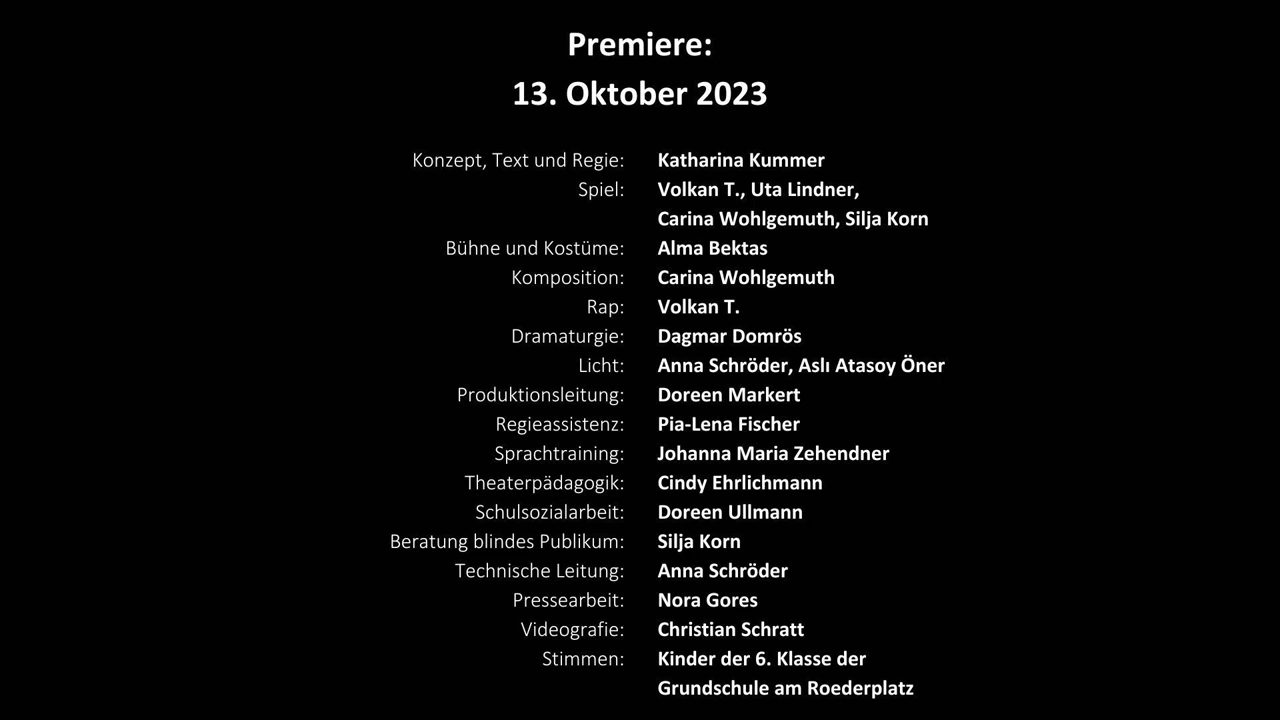 Premiere:
13. Oktober 2023
Konzept, Text und Regie: Katharina Kummer
Spiel: Volkan T., Uta Lindner,
Carina Wohlgemuth, Silja Korn
Bühne und Kostüme: Alma Bektas
Komposition: Carina Wohlgemuth
Rap: Volkan T.
Dramaturgie: Dagmar Domrös
Licht: Anna Schröder, Aslı Atasoy Öner
Produktionsleitung: Doreen Markert
Regieassistenz: Pia-Lena Fischer
Sprachtraining: Johanna Maria Zehendner
Theaterpädagogik: Cindy Ehrlichmann
Schulsozialarbeit: Doreen Ullmann
Beratung blindes Publikum: Silja Korn
Technische Leitung: Anna Schröder
Pressearbeit: Nora Gores
Videografie: Christian Schratt
Stimmen: Kinder der 6. Klasse der
Grundschule am Roederplatz